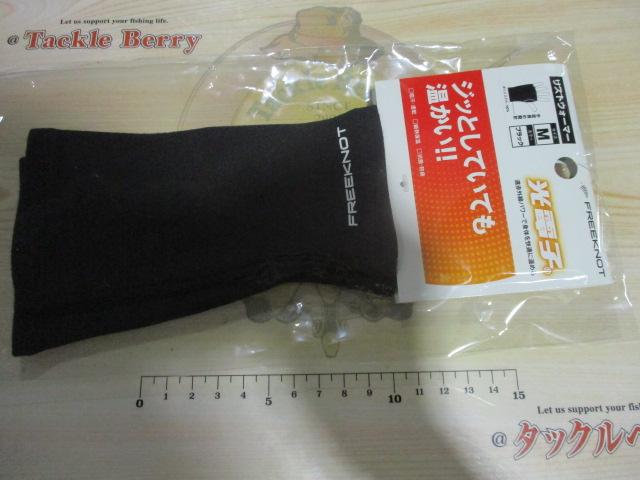 Let us support your fishing life.
@ Tackle Berry
FREEKNOT
リストウォーマー
M
ブラック
ジッとしていても
温かい!!
光電子
FREEKNOT
0 5 10 15
Let us support your fis
@ タックルベ